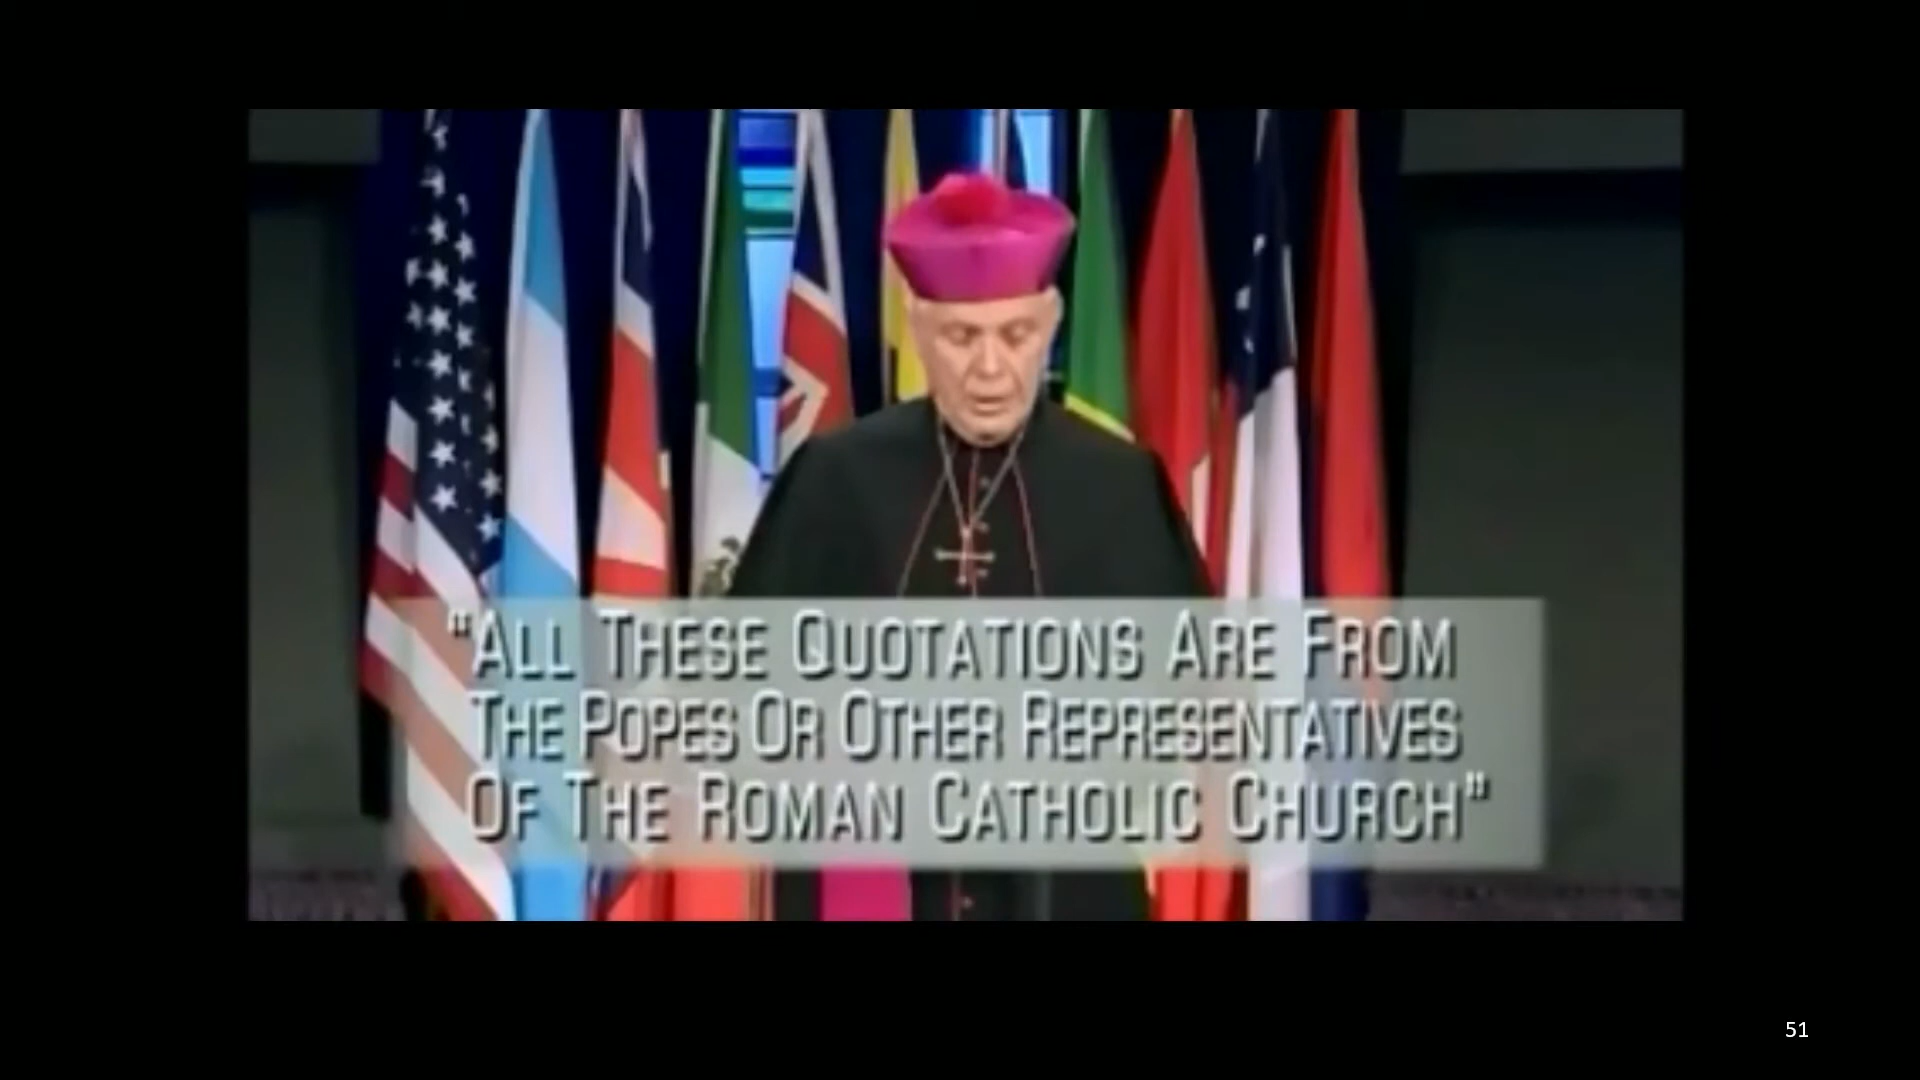 "ALL THESE QUOTATIONS ARE FROM
THE POPES OR OTHER REPRESENTATIVES
OF THE ROMAN CATHOLIC CHURCH"
51